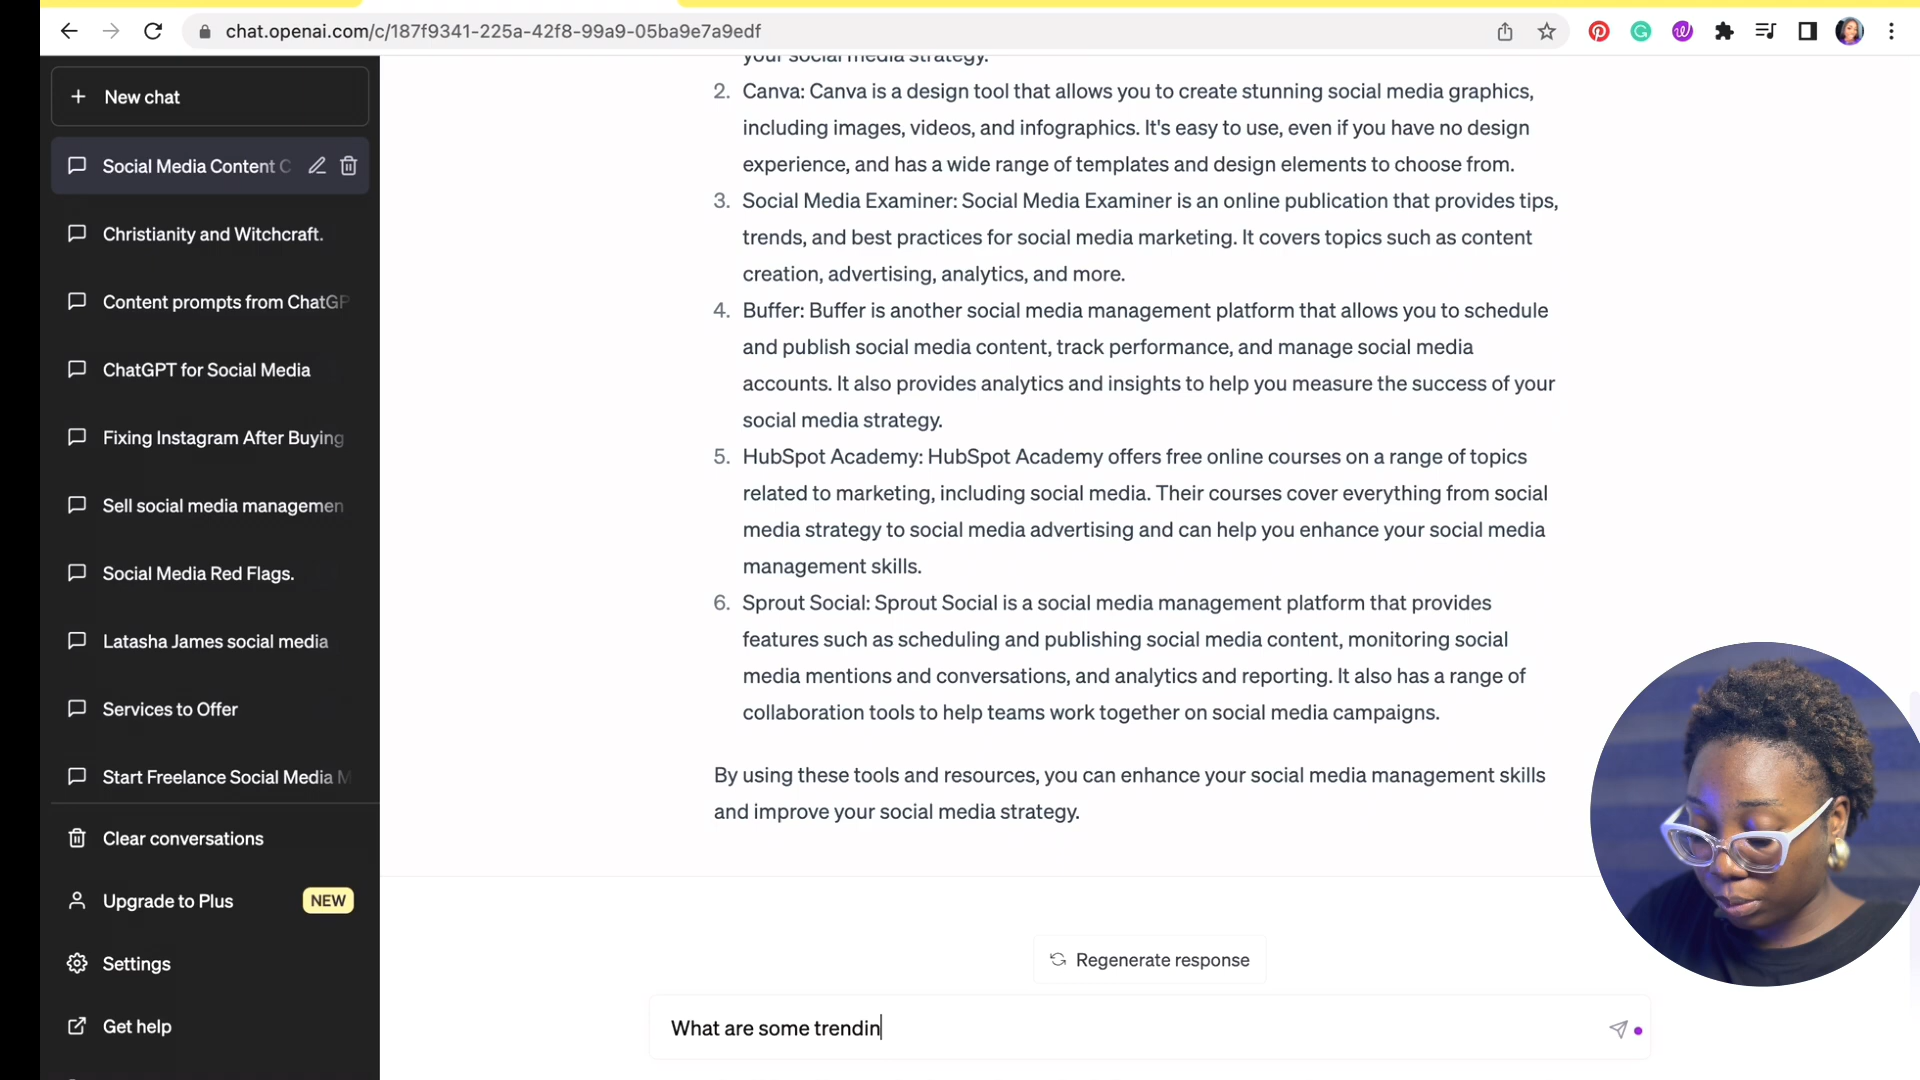 chat.openai.com/c/187f9341-225a-42f8-99a9-05ba9e7a9edf
New chat
Social Media Content C
Christianity and Witchcraft.
Content prompts from ChatGP
ChatGPT for Social Media
Fixing Instagram After Buying
Sell social media managemen
Social Media Red Flags.
Latasha James social media
Services to Offer
Start Freelance Social Media M
Clear conversations
Upgrade to Plus NEW
Settings
Get help
your social media strategy.
2. Canva: Canva is a design tool that allows you to create stunning social media graphics,
including images, videos, and infographics. It's easy to use, even if you have no design
experience, and has a wide range of templates and design elements to choose from.
3. Social Media Examiner: Social Media Examiner is an online publication that provides tips,
trends, and best practices for social media marketing. It covers topics such as content
creation, advertising, analytics, and more.
4. Buffer: Buffer is another social media management platform that allows you to schedule
and publish social media content, track performance, and manage social media
accounts. It also provides analytics and insights to help you measure the success of your
social media strategy.
5. HubSpot Academy: HubSpot Academy offers free online courses on a range of topics
related to marketing, including social media. Their courses cover everything from social
media strategy to social media advertising and can help you enhance your social media
management skills.
6. Sprout Social: Sprout Social is a social media management platform that provides
features such as scheduling and publishing social media content, monitoring social
media mentions and conversations, and analytics and reporting. It also has a range of
collaboration tools to help teams work together on social media campaigns.
By using these tools and resources, you can enhance your social media management skills
and improve your social media strategy.
Regenerate response
What are some trendin